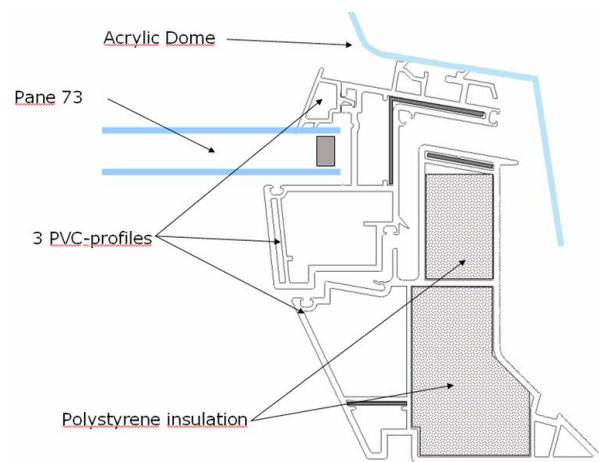 Acrylic Dome
Pane 73
3 PVC-profiles
Polystyrene insulation